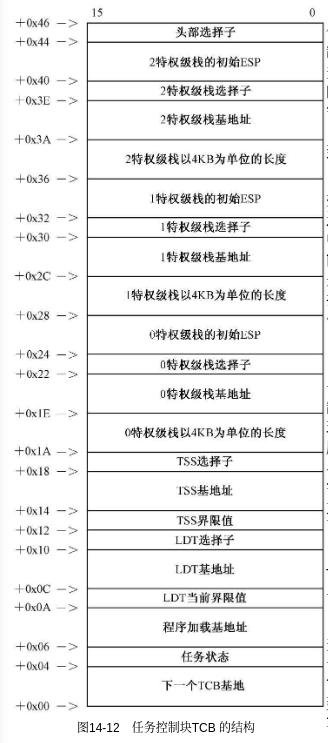 15 0
+0x46 —>
头部选择子
+0x44 —>
2特权级栈的初始ESP
+0x40 —>
2特权级栈选择子
+0x3E —>
2特权级栈基地址
+0x3A —>
2特权级栈以4KB为单位的长度
+0x36 —>
1特权级栈的初始ESP
+0x32 —>
1特权级栈选择子
+0x30 —>
1特权级栈基地址
+0x2C —>
1特权级栈以4KB为单位的长度
+0x28 —>
0特权级栈的初始ESP
+0x24 —>
0特权级栈选择子
+0x22 —>
0特权级栈基地址
+0x1E —>
0特权级栈以4KB为单位的长度
+0x1A —>
TSS选择子
+0x18 —>
TSS基地址
+0x14 —>
TSS界限值
+0x12 —>
LDT选择子
+0x10 —>
LDT基地址
+0x0C —>
LDT当前界限值
+0x0A —>
程序加载基地址
+0x06 —>
任务状态
+0x04 —>
下一个TCB基地
+0x00 —>
图14-12 任务控制块TCB 的结构